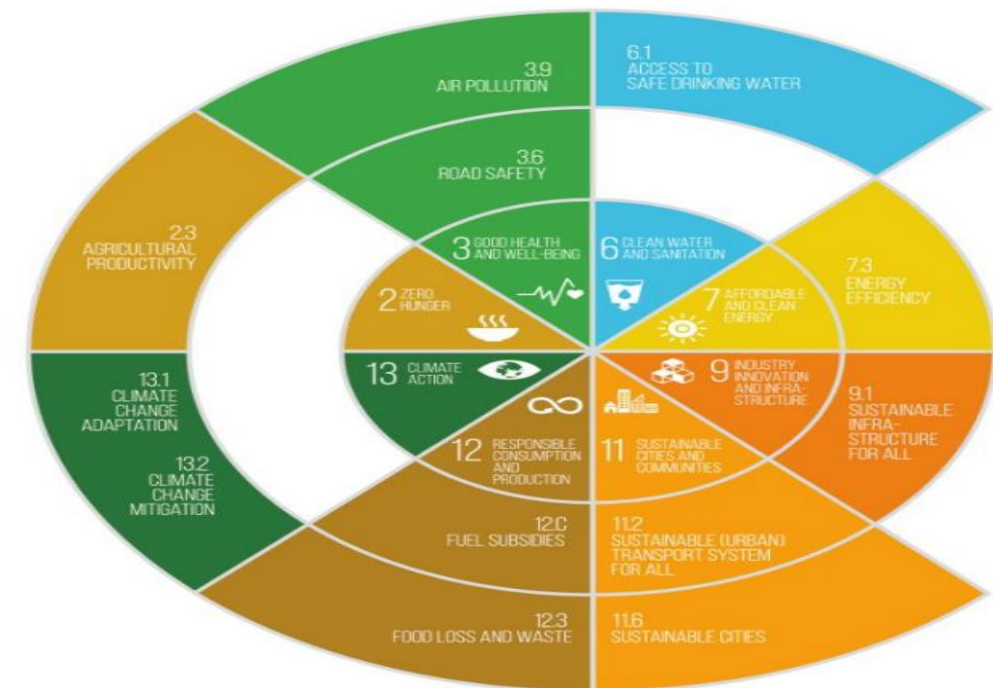 3.9
AIR POLLUTION
6.1
ACCESS TO
SAFE DRINKING WATER
3.6
ROAD SAFETY
2.3
AGRICULTURAL
PRODUCTIVITY
3 GOOD HEALTH
AND WELL-BEING
6 CLEAN WATER
AND SANITATION
7.3
ENERGY
EFFICIENCY
2 ZERO
HUNGER
7 AFFORDABLE
AND CLEAN
ENERGY
13 CLIMATE
ACTION
9 INDUSTRY
INNOVATION
AND INFRA-
STRUCTURE
13.1
CLIMATE
CHANGE
ADAPTATION
13.2
CLIMATE
CHANGE
MITIGATION
9.1
SUSTAINABLE
INFRA-
STRUCTURE
FOR ALL
12 RESPONSIBLE
CONSUMPTION
AND
PRODUCTION
11 SUSTAINABLE
CITIES AND
COMMUNITIES
12.C
FUEL SUBSIDIES
11.2
SUSTAINABLE (URBAN)
TRANSPORT SYSTEM
FOR ALL
12.3
FOOD LOSS AND WASTE
11.6
SUSTAINABLE CITIES